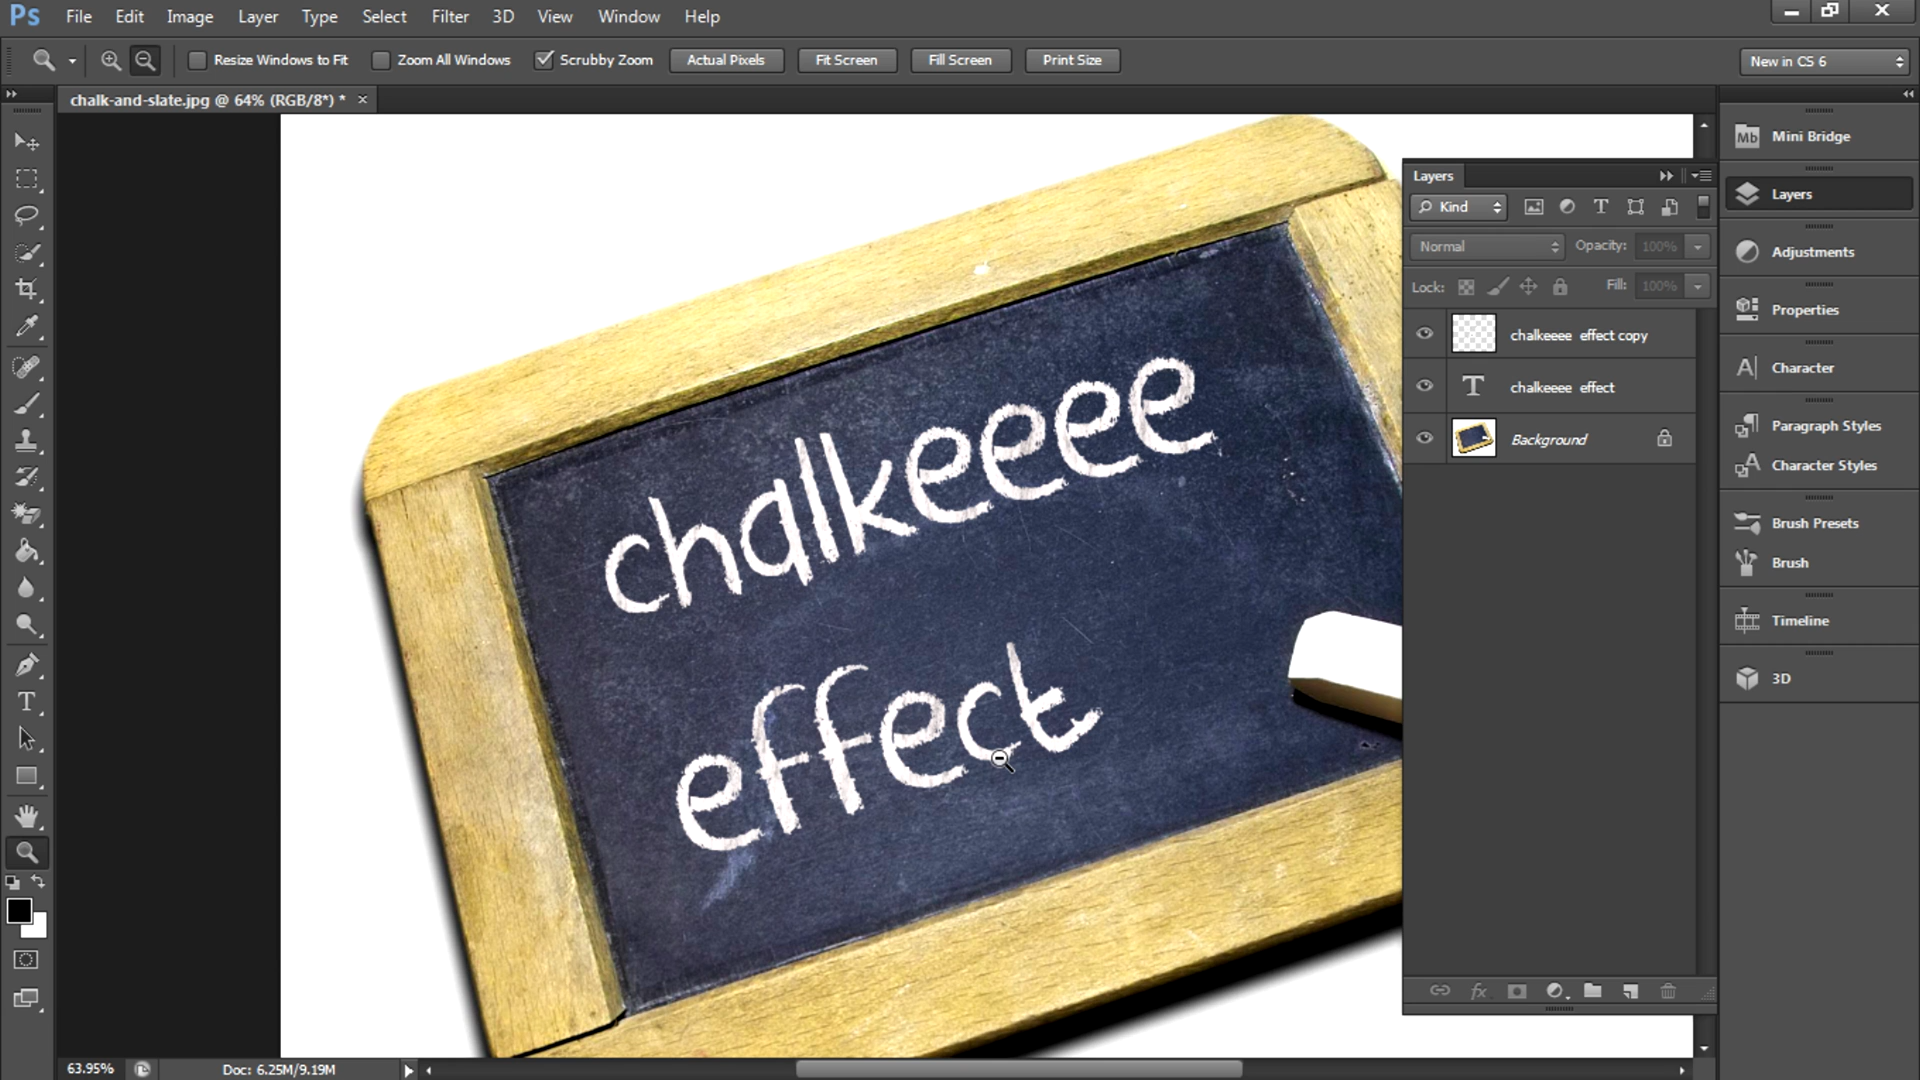 Ps File Edit Image Layer Type Select Filter 3D View Window Help
Resize Windows to Fit Zoom All Windows Scrubby Zoom Actual Pixels Fit Screen Fill Screen Print Size New in CS 6
chalk-and-slate.jpg @ 64% (RGB/8*) * ×
Mb Mini Bridge
Layers
Kind
Normal Opacity: 100%
Lock: Fill: 100%
chalkeeee effect copy
T chalkeeee effect
Background
Layers
Adjustments
Properties
Character
Paragraph Styles
Character Styles
Brush Presets
Brush
Timeline
3D
chalkeeee
effect
63.95% Doc: 6.25M/9.19M